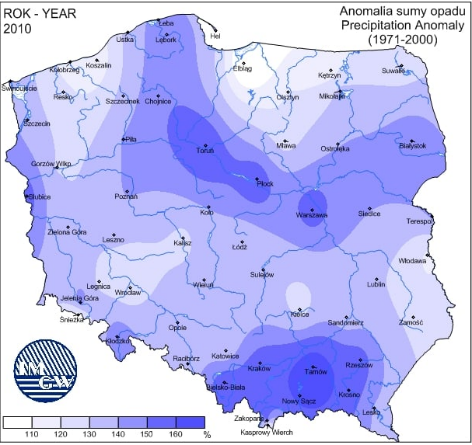 ROK - YEAR
2010
Anomalia sumy opadu
Precipitation Anomaly
(1971-2000)
Łeba
Hel
Ustka
Lębork
Koszalin
Kołobrzeg
Elbląg
Kętrzyn
Suwałki
Świnoujście
Resko
Szczecinek
Chojnice
Olsztyn
Mikołajki
Szczecin
Piła
Toruń
Mława
Ostrołęka
Białystok
Gorzów Wlkp.
Płock
Słubice
Poznań
Koło
Warszawa
Siedlce
Terespol
Zielona Góra
Leszno
Kalisz
Łódź
Włodawa
Legnica
Wrocław
Wieluń
Sulejów
Lublin
Jelenia Góra
Śnieżka
Kielce
Sandomierz
Zamość
Kłodzko
Opole
Racibórz
Katowice
Kraków
Tarnów
Rzeszów
Bielsko-Biała
Nowy Sącz
Krosno
Lesko
Zakopane
Kasprowy Wierch
IM
GW
110 120 130 140 150 160 %